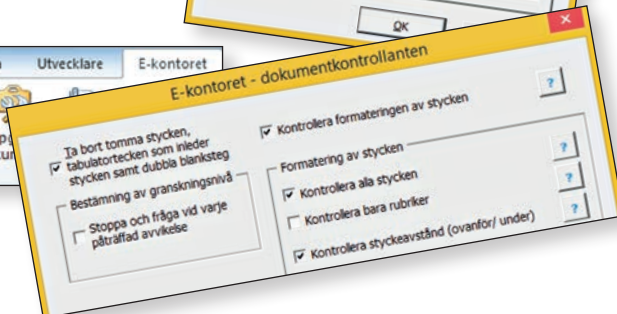 OK
Utvecklare
E-kontoret
E-kontoret - dokumentkontrollanten
Ta bort tomma stycken,
tabulatortecken som inleder
stycken samt dubbla blanksteg
Bestämning av granskningsnivå
Stoppa och fråga vid varje
påträffad avvikelse
Kontrollera formateringen av stycken
?
Formatering av stycken
Kontrollera alla stycken
?
Kontrollera bara rubriker
?
Kontrollera styckeavstånd (ovanför/ under)
?